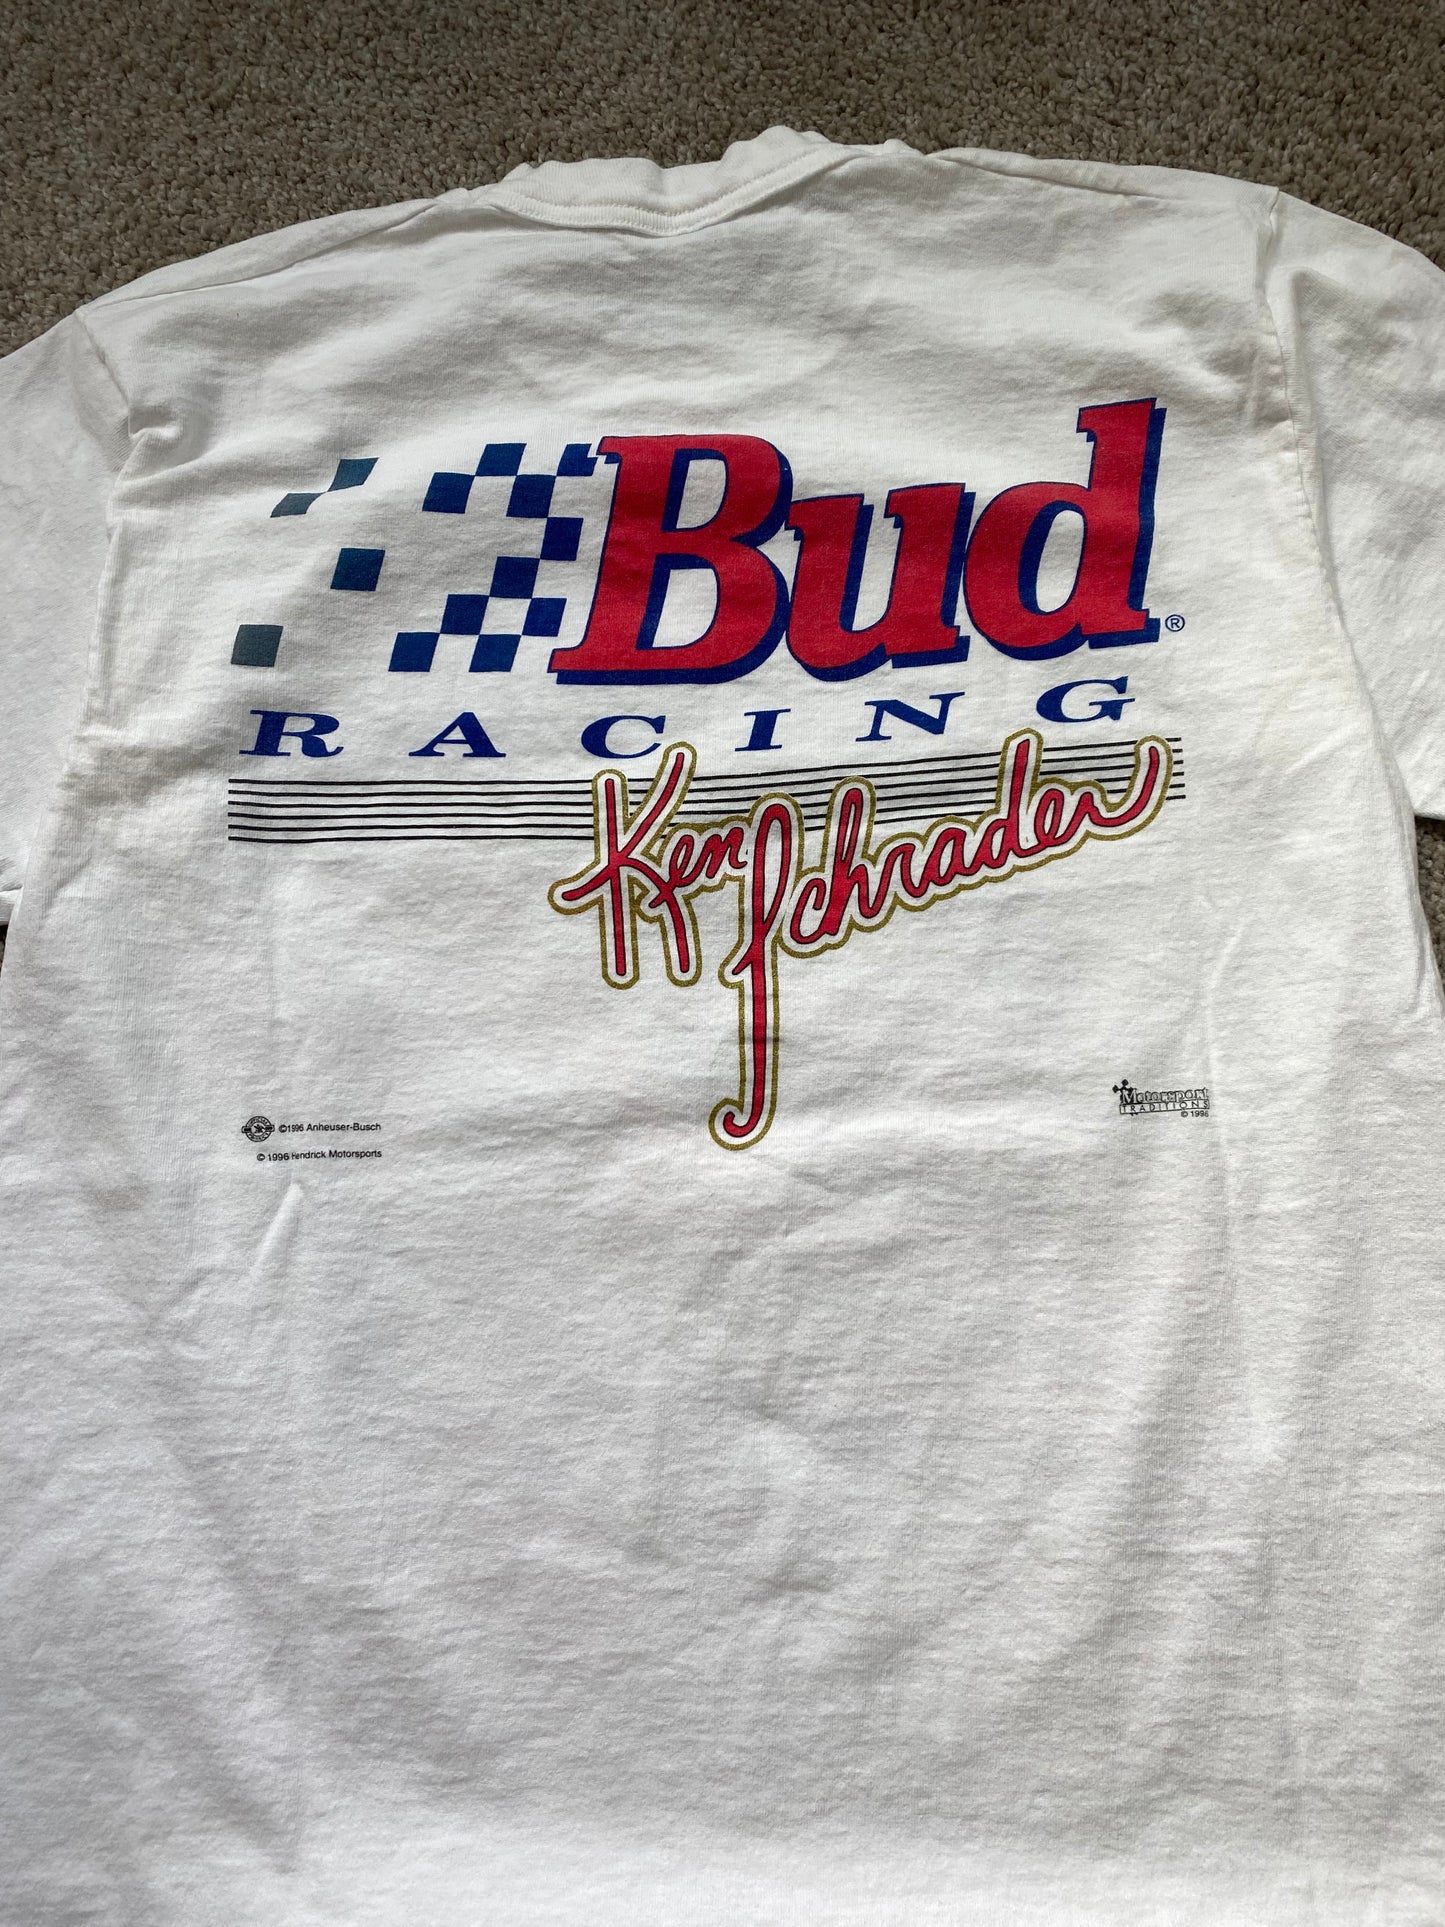 Bud®
RACING
Ken Schrader
Motorsport
TRADITIONS
© 1996
©1996 Anheuser-Busch
© 1996 Hendrick Motorsports